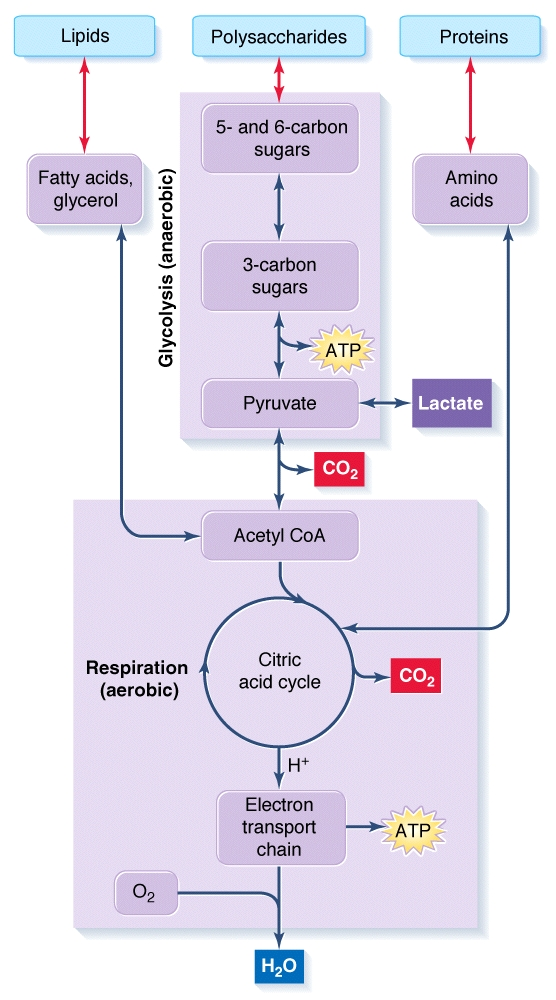 Lipids
Polysaccharides
Proteins
5- and 6-carbon
sugars
Fatty acids,
glycerol
Amino
acids
Glycolysis (anaerobic)
3-carbon
sugars
ATP
Pyruvate
Lactate
CO₂
Acetyl CoA
Respiration
(aerobic)
Citric
acid cycle
CO₂
H⁺
Electron
transport
chain
ATP
O₂
H₂O